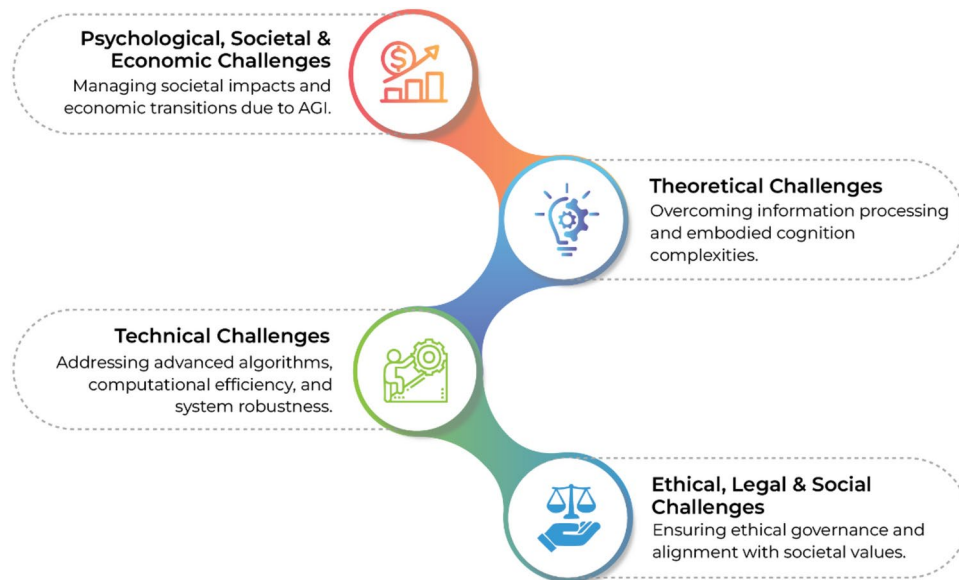 Psychological, Societal &
Economic Challenges
Managing societal impacts and
economic transitions due to AGI.
Theoretical Challenges
Overcoming information processing
and embodied cognition
complexities.
Technical Challenges
Addressing advanced algorithms,
computational efficiency, and
system robustness.
Ethical, Legal & Social
Challenges
Ensuring ethical governance and
alignment with societal values.